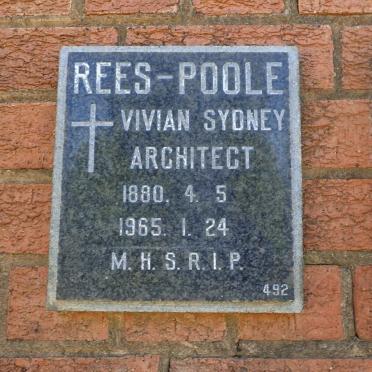 REES-POOLE
VIVIAN SYDNEY
ARCHITECT
1880. 4. 5
1965. 1. 24
M. H. S. R. I. P.
492